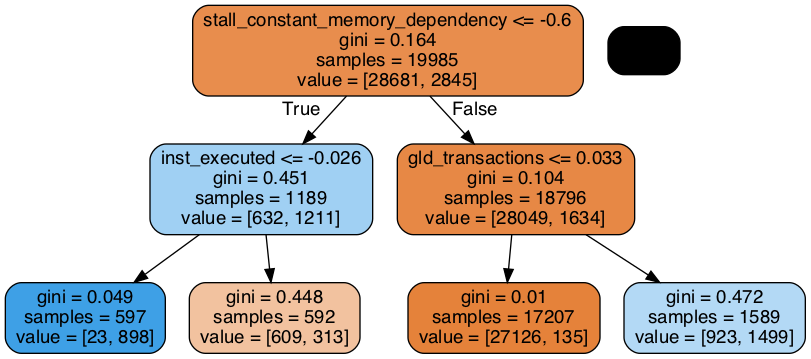 stall_constant_memory_dependency <= -0.6
gini = 0.164
samples = 19985
value = [28681, 2845]
True
False
inst_executed <= -0.026
gini = 0.451
samples = 1189
value = [632, 1211]
gld_transactions <= 0.033
gini = 0.104
samples = 18796
value = [28049, 1634]
gini = 0.049
samples = 597
value = [23, 898]
gini = 0.448
samples = 592
value = [609, 313]
gini = 0.01
samples = 17207
value = [27126, 135]
gini = 0.472
samples = 1589
value = [923, 1499]